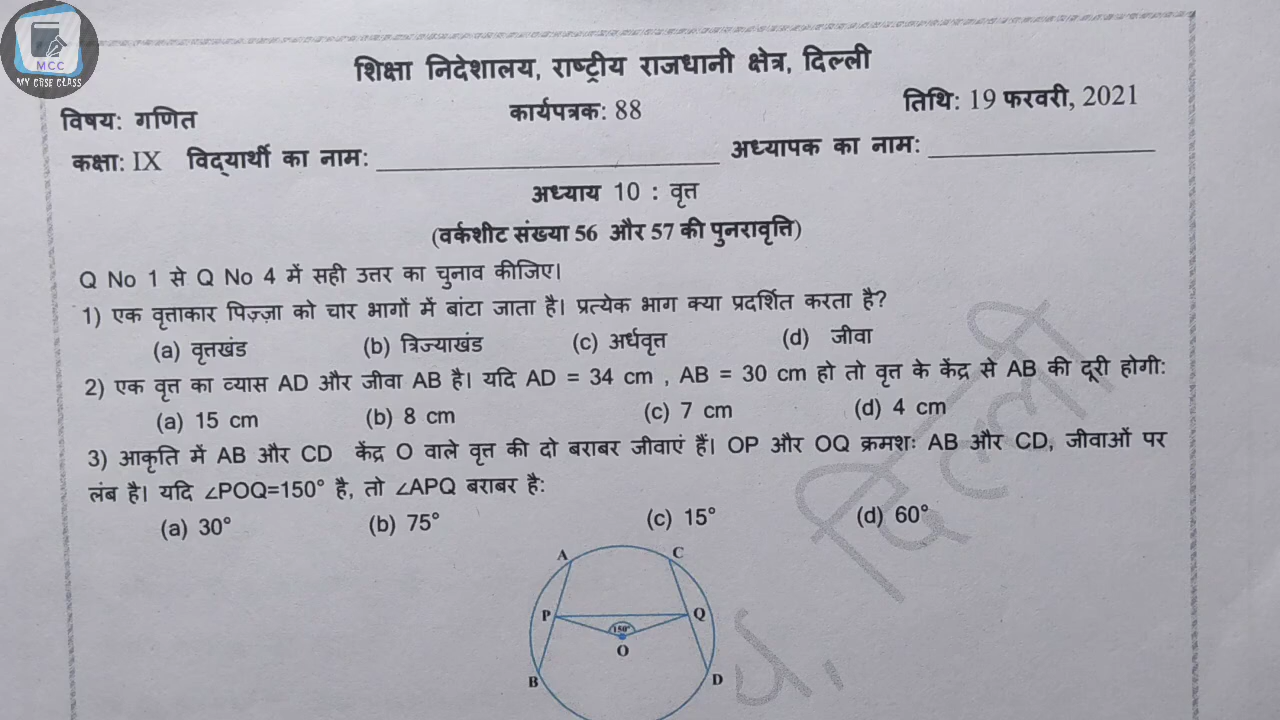 MCC
MY CBSE CLASS
शिक्षा निदेशालय, राष्ट्रीय राजधानी क्षेत्र, दिल्ली
विषय: गणित कार्यपत्रक: 88 तिथि: 19 फरवरी, 2021
कक्षा: IX विद्यार्थी का नाम: अध्यापक का नाम:
अध्याय 10 : वृत्त
(वर्कशीट संख्या 56 और 57 की पुनरावृत्ति)
Q No 1 से Q No 4 में सही उत्तर का चुनाव कीजिए।
1) एक वृत्ताकार पिज़्ज़ा को चार भागों में बांटा जाता है। प्रत्येक भाग क्या प्रदर्शित करता है?
(a) वृत्तखंड (b) त्रिज्याखंड (c) अर्धवृत्त (d) जीवा
2) एक वृत्त का व्यास AD और जीवा AB है। यदि AD = 34 cm , AB = 30 cm हो तो वृत्त के केंद्र से AB की दूरी होगी:
(a) 15 cm (b) 8 cm (c) 7 cm (d) 4 cm
3) आकृति में AB और CD केंद्र O वाले वृत्त की दो बराबर जीवाएं हैं। OP और OQ क्रमशः AB और CD, जीवाओं पर
लंब है। यदि ∠POQ=150° है, तो ∠APQ बराबर है:
(a) 30° (b) 75° (c) 15° (d) 60°
A C
P Q
150°
O
B D
दिल्ली